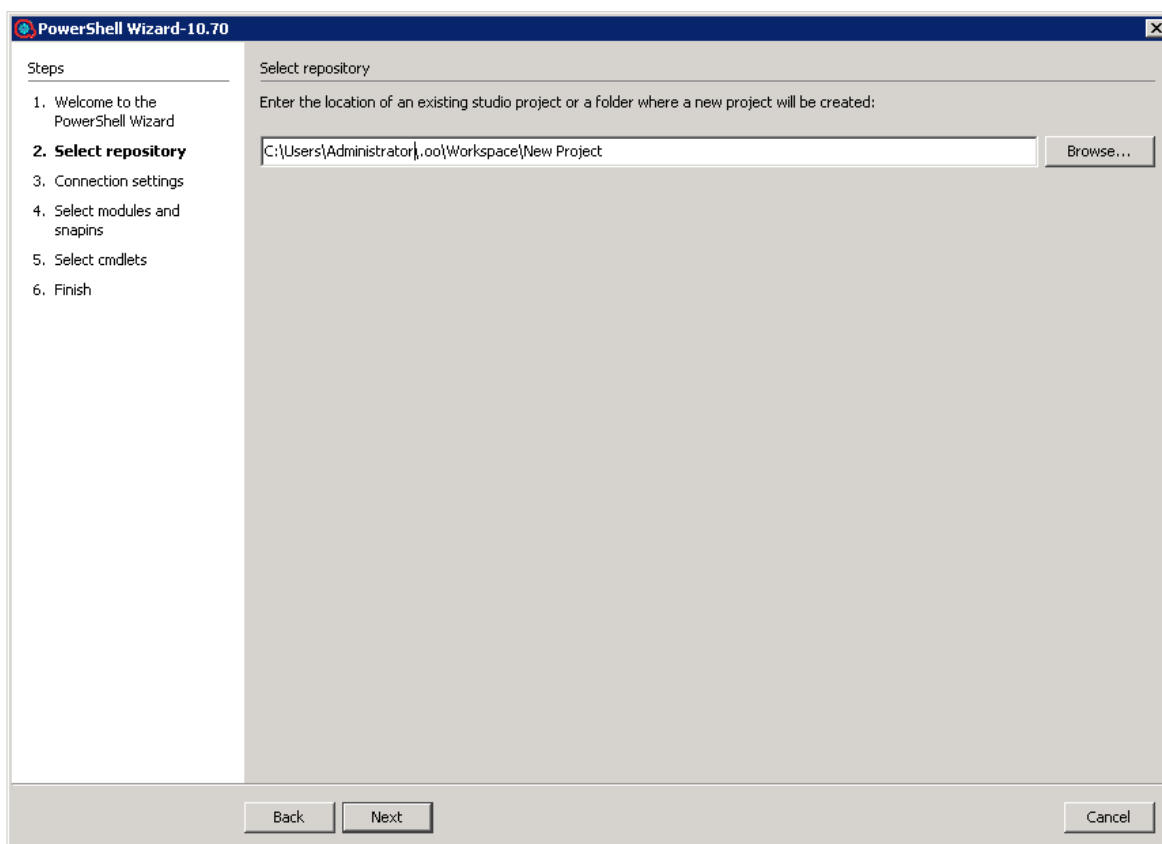 PowerShell Wizard-10.70
Steps
1. Welcome to the
PowerShell Wizard
2. Select repository
3. Connection settings
4. Select modules and
snapins
5. Select cmdlets
6. Finish
Select repository
Enter the location of an existing studio project or a folder where a new project will be created:
C:\Users\Administrator\.oo\Workspace\New Project
Browse...
Back
Next
Cancel